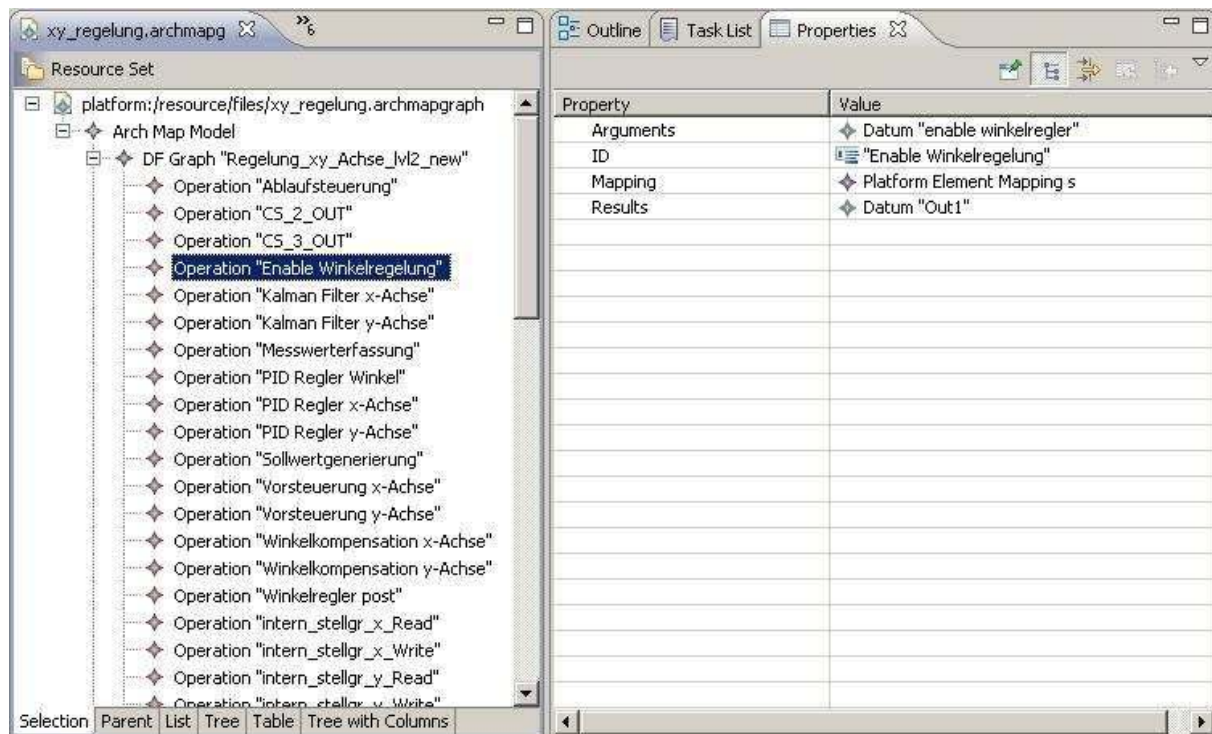 xy_regelung.archmapg
»6
Resource Set
platform:/resource/files/xy_regelung.archmapgraph
Arch Map Model
DF Graph "Regelung_xy_Achse_lvl2_new"
Operation "Ablaufsteuerung"
Operation "CS_2_OUT"
Operation "CS_3_OUT"
Operation "Enable Winkelregelung"
Operation "Kalman Filter x-Achse"
Operation "Kalman Filter y-Achse"
Operation "Messwerterfassung"
Operation "PID Regler Winkel"
Operation "PID Regler x-Achse"
Operation "PID Regler y-Achse"
Operation "Sollwertgenerierung"
Operation "Vorsteuerung x-Achse"
Operation "Vorsteuerung y-Achse"
Operation "Winkelkompensation x-Achse"
Operation "Winkelkompensation y-Achse"
Operation "Winkelregler post"
Operation "intern_stellgr_x_Read"
Operation "intern_stellgr_x_Write"
Operation "intern_stellgr_y_Read"
Operation "intern_stellgr_y_Write"
Selection Parent List Tree Table Tree with Columns
Outline Task List Properties
Property Value
Arguments Datum "enable winkelregler"
ID "Enable Winkelregelung"
Mapping Platform Element Mapping s
Results Datum "Out1"